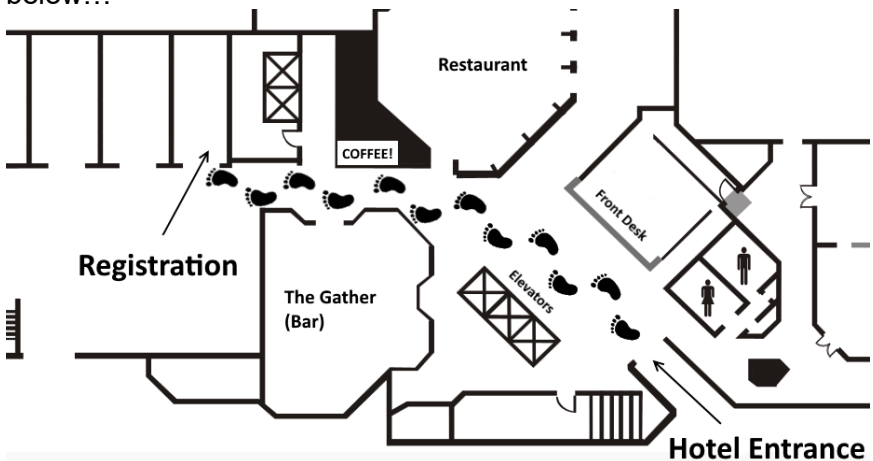 below…
Restaurant
COFFEE!
Front Desk
Registration
Elevators
The Gather
(Bar)
Hotel Entrance